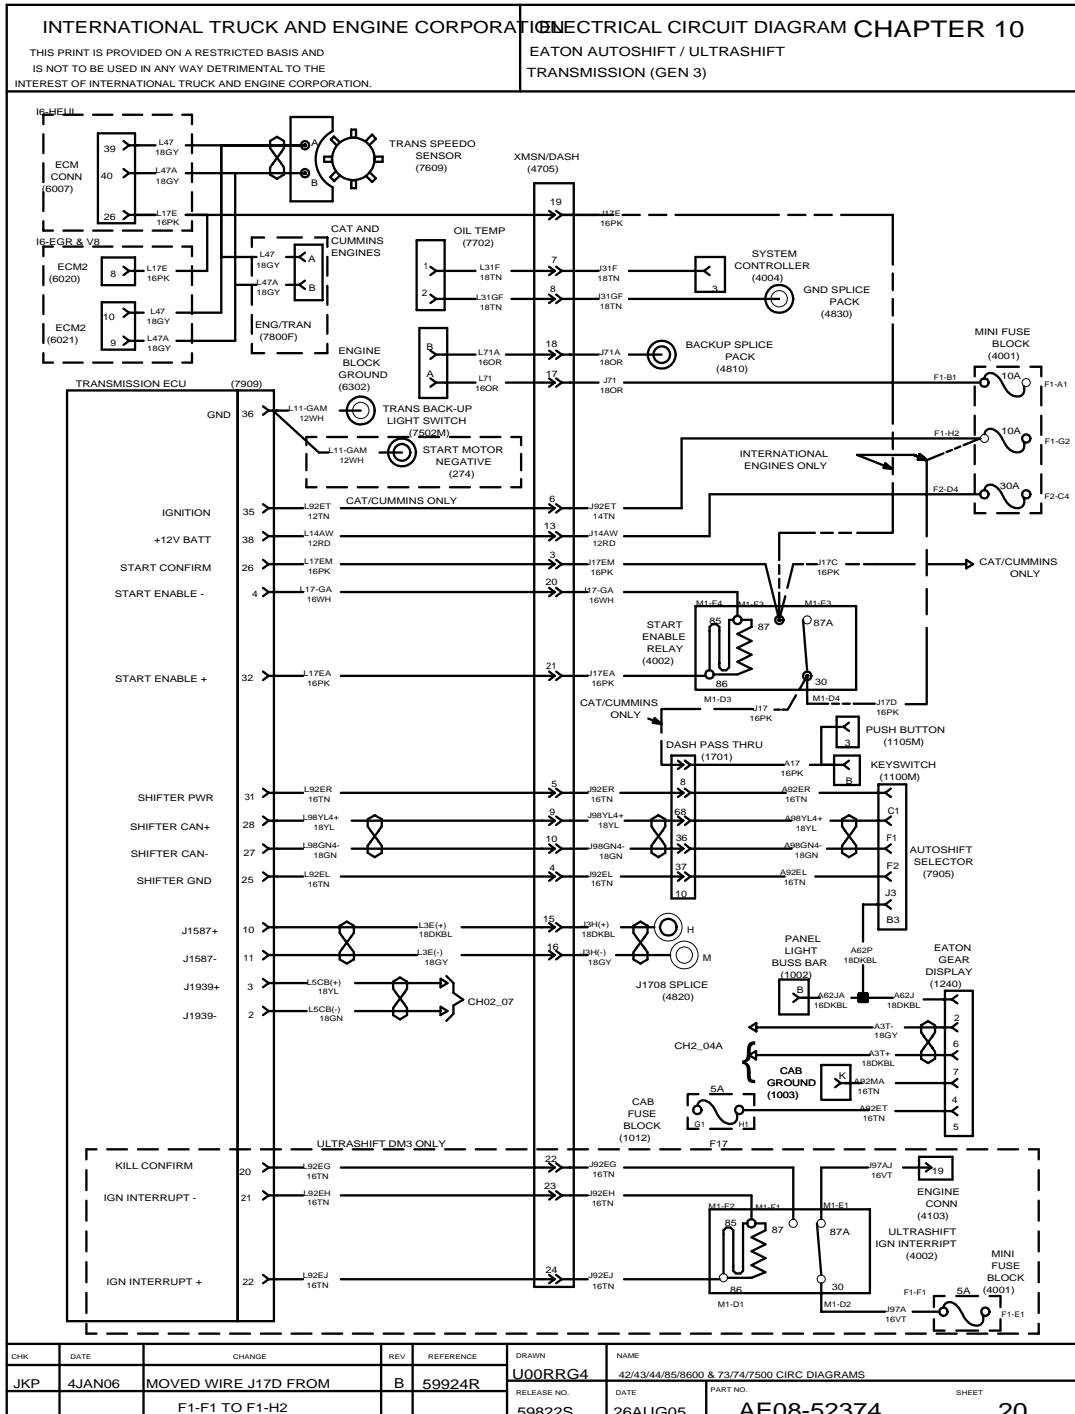 INTERNATIONAL TRUCK AND ENGINE CORPORATION
ELECTRICAL CIRCUIT DIAGRAM CHAPTER 10
THIS PRINT IS PROVIDED ON A RESTRICTED BASIS AND
IS NOT TO BE USED IN ANY WAY DETRIMENTAL TO THE
INTEREST OF INTERNATIONAL TRUCK AND ENGINE CORPORATION.
EATON AUTOSHIFT / ULTRASHIFT
TRANSMISSION (GEN 3)
I6-HEUI
ECM
CONN
(6007)
39
40
26
L47
18GY
L47A
18GY
L17E
16PK
A
B
TRANS SPEEDO
SENSOR
(7609)
XMSN/DASH
(4705)
19
J17E
16PK
I6-EGR & V8
ECM2
(6020)
8
L17E
16PK
ECM2
(6021)
10
9
L47
18GY
L47A
18GY
L47
18GY
L47A
18GY
A
B
CAT AND
CUMMINS
ENGINES
ENG/TRAN
(7800F)
OIL TEMP
(7702)
1
2
L31F
18TN
L31GF
18TN
7
8
J31F
18TN
J31GF
18TN
3
SYSTEM
CONTROLLER
(4004)
GND SPLICE
PACK
(4830)
B
A
L71A
16OR
L71
16OR
18
17
J71A
18OR
J71
18OR
BACKUP SPLICE
PACK
(4810)
ENGINE
BLOCK
GROUND
(6302)
TRANS BACK-UP
LIGHT SWITCH
(7502M)
START MOTOR
NEGATIVE
(274)
CAT/CUMMINS ONLY
MINI FUSE
BLOCK
(4001)
F1-B1
10A
F1-A1
F1-H2
10A
F1-G2
F2-D4
30A
F2-C4
INTERNATIONAL
ENGINES ONLY
TRANSMISSION ECU
(7909)
GND
36
L11-GAM
12WH
L11-GAM
12WH
IGNITION
35
L92ET
12TN
6
J92ET
14TN
+12V BATT
38
L14AW
12RD
13
J14AW
12RD
START CONFIRM
26
L17EM
16PK
3
J17EM
16PK
J17C
16PK
CAT/CUMMINS
ONLY
START ENABLE -
4
L17-GA
16WH
20
J17-GA
16WH
START
ENABLE
RELAY
(4002)
M1-E4
M1-F3
M1-E3
85
87
87A
86
30
M1-D3
M1-D4
START ENABLE +
32
L17EA
16PK
21
J17EA
16PK
CAT/CUMMINS
ONLY
J17
16PK
J17D
16PK
3
PUSH BUTTON
(1105M)
DASH PASS THRU
(1701)
A17
16PK
B
KEYSWITCH
(1100M)
SHIFTER PWR
31
L92ER
16TN
5
J92ER
16TN
8
A92ER
16TN
C1
SHIFTER CAN+
28
L98YL4+
18YL
9
J98YL4+
18YL
68
A98YL4+
18YL
F1
SHIFTER CAN-
27
L98GN4-
18GN
10
J98GN4-
18GN
36
A98GN4-
18GN
F2
SHIFTER GND
25
L92EL
16TN
4
J92EL
16TN
37
10
A92EL
16TN
J3
B3
AUTOSHIFT
SELECTOR
(7905)
J1587+
10
L3E(+)
18DKBL
15
J3H(+)
18DKBL
H
J1587-
11
L3E(-)
18GY
16
J3H(-)
18GY
M
J1708 SPLICE
(4820)
J1939+
3
L5CB(+)
18YL
J1939-
2
L5CB(-)
18GN
CH02_07
PANEL
LIGHT
BUSS BAR
(1002)
B
A62P
18DKBL
A62JA
16DKBL
A62J
18DKBL
EATON
GEAR
DISPLAY
(1240)
2
6
7
4
5
CH2_04A
A3T-
18GY
A3T+
18DKBL
CAB
GROUND
(1003)
K
A92MA
16TN
CAB
FUSE
BLOCK
(1012)
5A
G1
H1
F17
A92ET
16TN
ULTRASHIFT DM3 ONLY
KILL CONFIRM
20
L92EG
16TN
22
J92EG
16TN
IGN INTERRUPT -
21
L92EH
16TN
23
J92EH
16TN
IGN INTERRUPT +
22
L92EJ
16TN
24
J92EJ
16TN
M1-F2
M1-F1
M1-E1
85
87
87A
86
30
M1-D1
M1-D2
J97AJ
16VT
19
ENGINE
CONN
(4103)
ULTRASHIFT
IGN INTERRIPT
(4002)
MINI
FUSE
BLOCK
(4001)
J97A
16VT
F1-F1
5A
F1-E1
CHK DATE CHANGE REV REFERENCE DRAWN NAME
JKP 4JAN06 MOVED WIRE J17D FROM B 59924R U00RRG4 42/43/44/85/8600 & 73/74/7500 CIRC DIAGRAMS
F1-F1 TO F1-H2
RELEASE NO. DATE PART NO. SHEET
59822S 26AUG05 AE08-52374 20